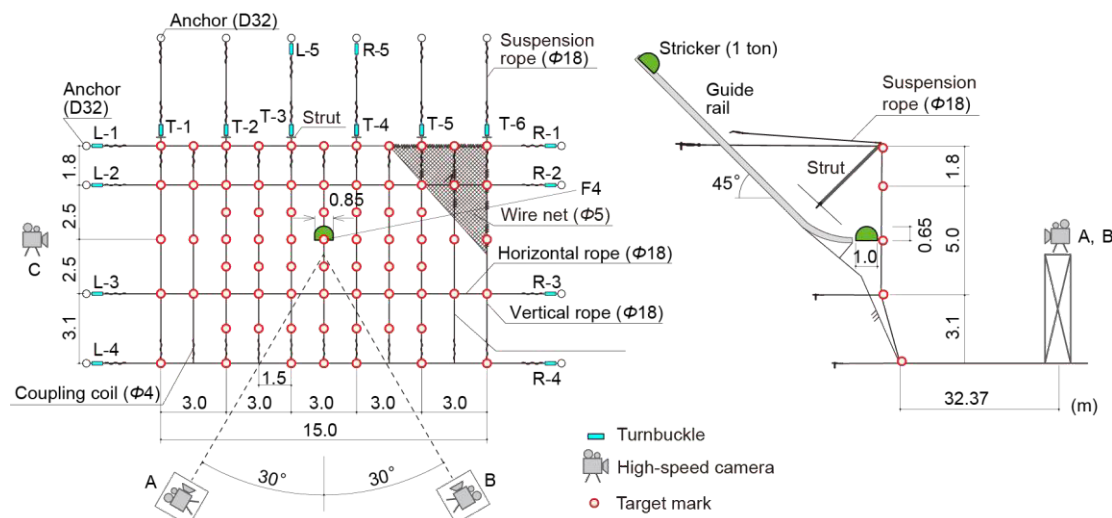 Anchor (D32)
L-5
R-5
Suspension
rope (Φ18)
Anchor
(D32)
L-1
T-1
T-2
T-3
Strut
T-4
T-5
T-6
R-1
1.8
L-2
R-2
2.5
0.85
F4
Wire net (Φ5)
C
2.5
Horizontal rope (Φ18)
L-3
R-3
3.1
Vertical rope (Φ18)
L-4
R-4
Coupling coil (Φ4)
1.5
3.0
3.0
3.0
3.0
3.0
15.0
A
30°
30°
B
Stricker (1 ton)
Guide
rail
Suspension
rope (Φ18)
45°
Strut
1.8
0.65
5.0
1.0
A, B
3.1
32.37
(m)
Turnbuckle
High-speed camera
Target mark